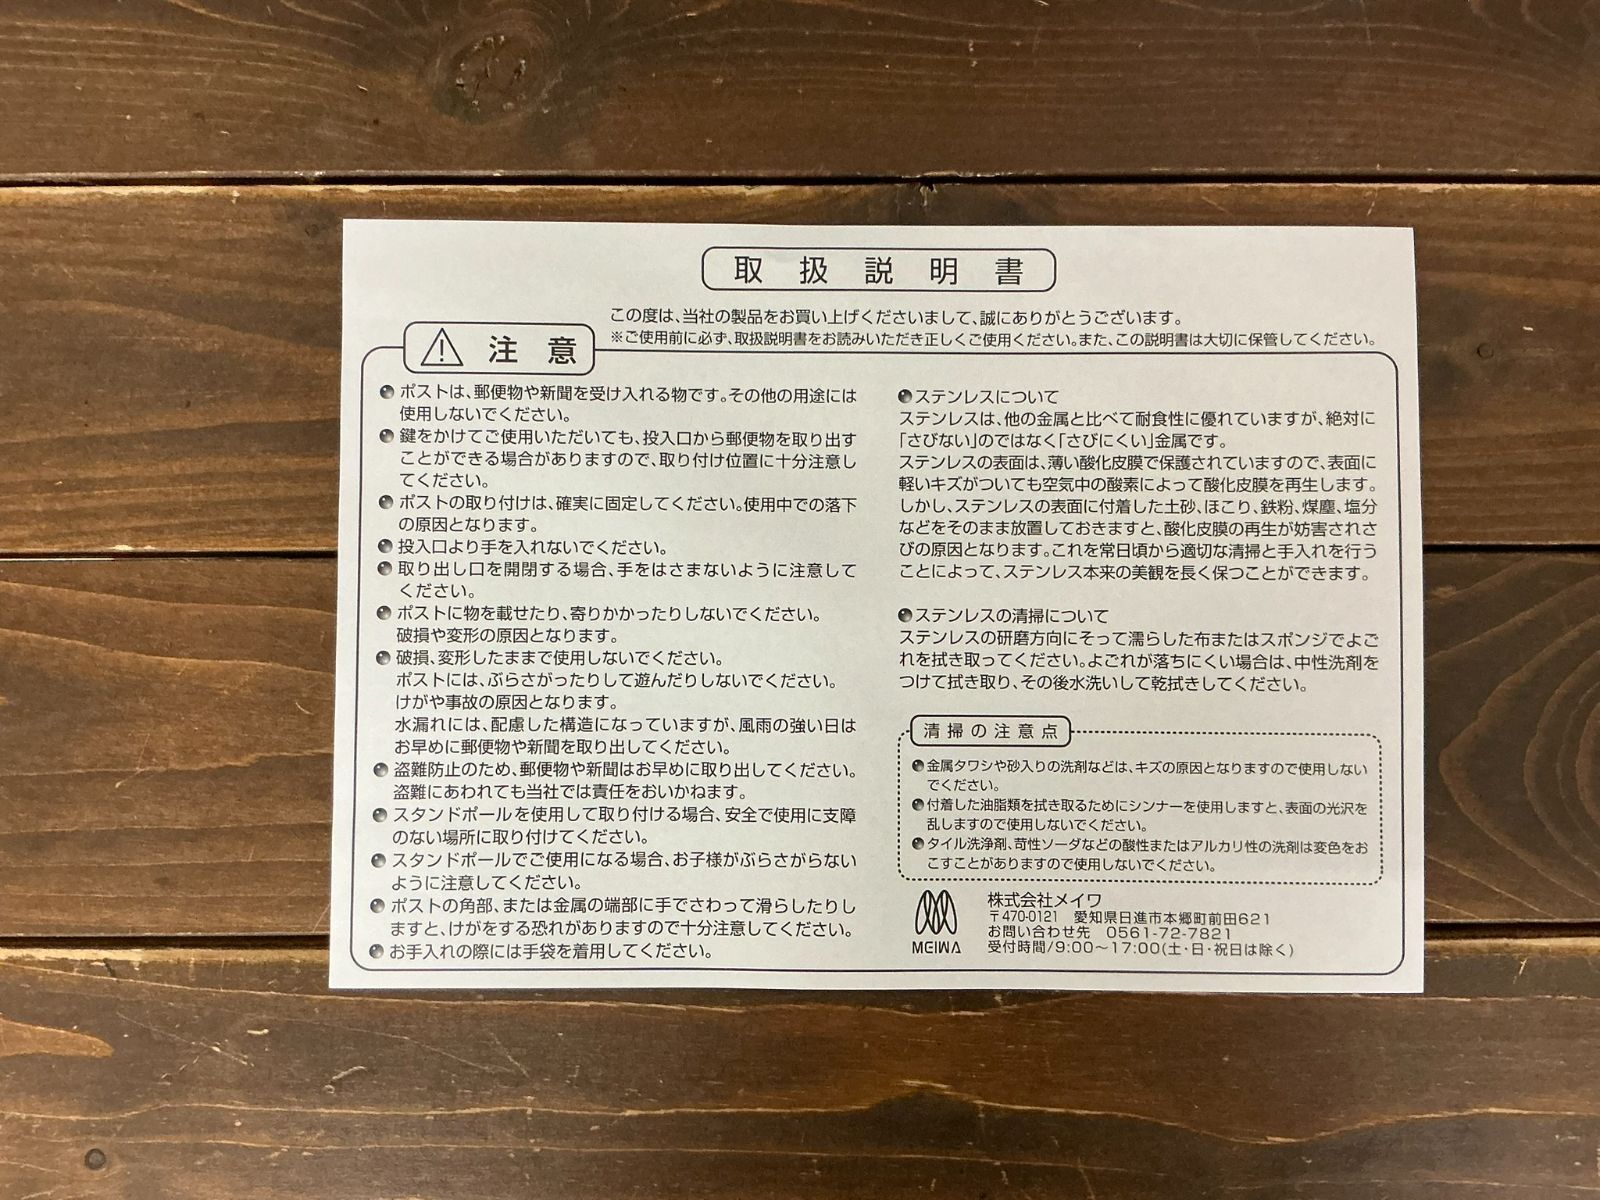 取扱説明書
この度は、当社の製品をお買い上げくださいまして、誠にありがとうございます。
※ご使用前に必ず、取扱説明書をお読みいただき正しくご使用ください。また、この説明書は大切に保管してください。
注意
●ポストは、郵便物や新聞を受け入れる物です。その他の用途には
使用しないでください。
●鍵をかけてご使用いただいても、投入口から郵便物を取り出す
ことができる場合がありますので、取り付け位置に十分注意し
てください。
●ポストの取り付けは、確実に固定してください。使用中での落下
の原因となります。
●投入口より手を入れないでください。
●取り出し口を開閉する場合、手をはさまないように注意して
ください。
●ポストに物を載せたり、寄りかかったりしないでください。
破損や変形の原因となります。
●破損、変形したままで使用しないでください。
ポストには、ぶらさがったりして遊んだりしないでください。
けがや事故の原因となります。
水漏れには、配慮した構造になっていますが、風雨の強い日は
お早めに郵便物や新聞を取り出してください。
●盗難防止のため、郵便物や新聞はお早めに取り出してください。
盗難にあわれても当社では責任をおいかねます。
●スタンドポールを使用して取り付ける場合、安全で使用に支障
のない場所に取り付けてください。
●スタンドポールでご使用になる場合、お子様がぶらさがらない
ように注意してください。
●ポストの角部、または金属の端部に手でさわって滑らしたりし
ますと、けがをする恐れがありますので十分注意してください。
●お手入れの際には手袋を着用してください。
●ステンレスについて
ステンレスは、他の金属と比べて耐食性に優れていますが、絶対に
「さびない」のではなく「さびにくい」金属です。
ステンレスの表面は、薄い酸化皮膜で保護されていますので、表面に
軽いキズがついても空気中の酸素によって酸化皮膜を再生します。
しかし、ステンレスの表面に付着した土砂、ほこり、鉄粉、煤塵、塩分
などをそのまま放置しておきますと、酸化皮膜の再生が妨害されさ
びの原因となります。これを常日頃から適切な清掃と手入れを行う
ことによって、ステンレス本来の美観を長く保つことができます。
●ステンレスの清掃について
ステンレスの研磨方向にそって濡らした布またはスポンジでよご
れを拭き取ってください。よごれが落ちにくい場合は、中性洗剤を
つけて拭き取り、その後水洗いして乾拭きしてください。
清掃の注意点
●金属タワシや砂入りの洗剤などは、キズの原因となりますので使用しない
でください。
●付着した油脂類を拭き取るためにシンナーを使用しますと、表面の光沢を
乱しますので使用しないでください。
●タイル洗浄剤、苛性ソーダなどの酸性またはアルカリ性の洗剤は変色をお
こすことがありますので使用しないでください。
MEIWA
株式会社メイワ
〒470-0121 愛知県日進市本郷町前田621
お問い合わせ先 0561-72-7821
受付時間/9:00～17:00(土・日・祝日は除く)